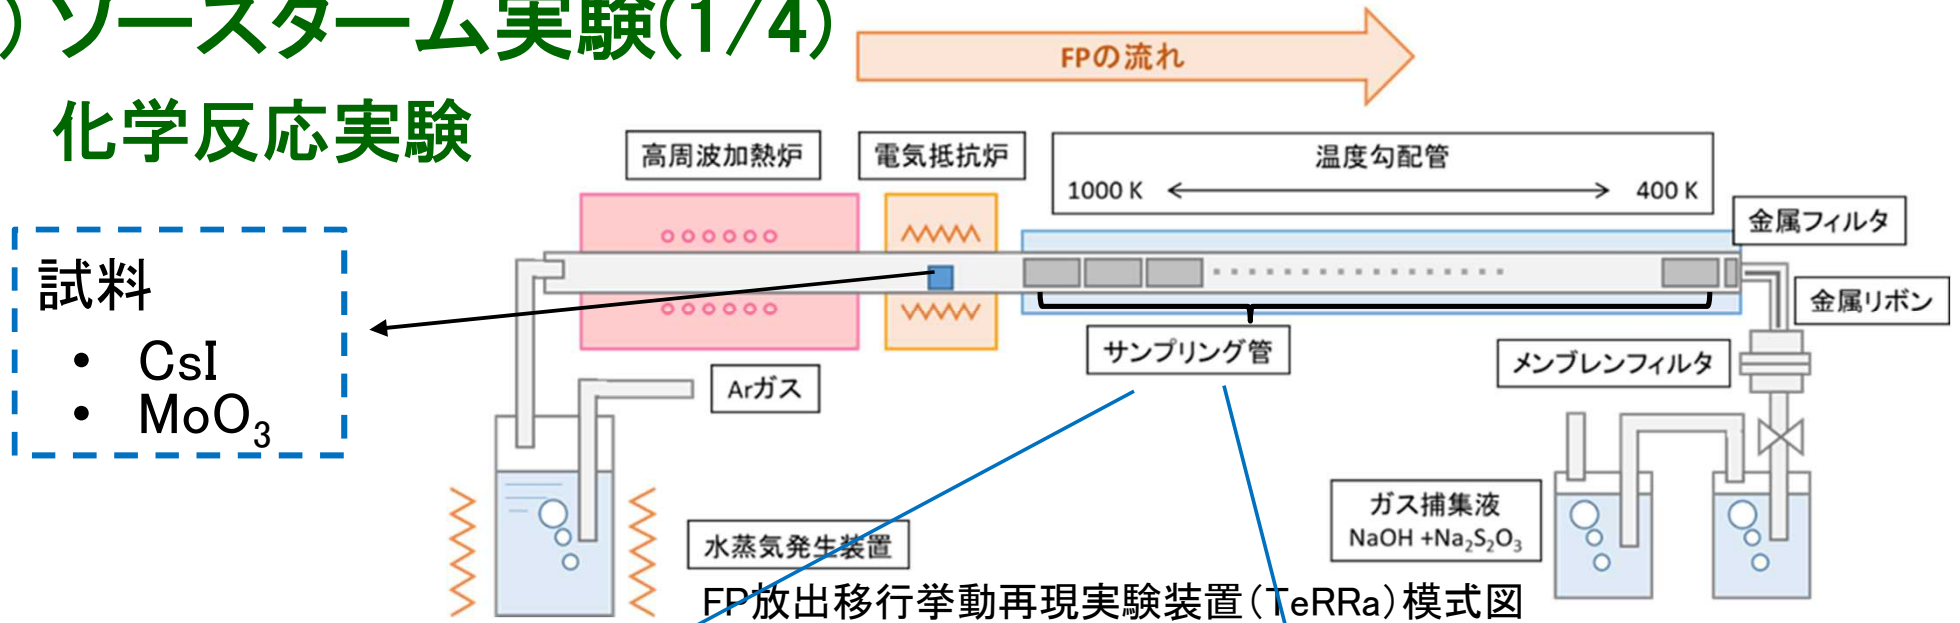 ) ソースターム実験(1/4)
化学反応実験
FPの流れ
高周波加熱炉
電気抵抗炉
温度勾配管
1000 K
400 K
金属フィルタ
試料
• CsI
• MoO₃
金属リボン
サンプリング管
メンブレンフィルタ
Arガス
ガス捕集液
NaOH +Na₂S₂O₃
水蒸気発生装置
FP放出移行挙動再現実験装置(TeRRa)模式図